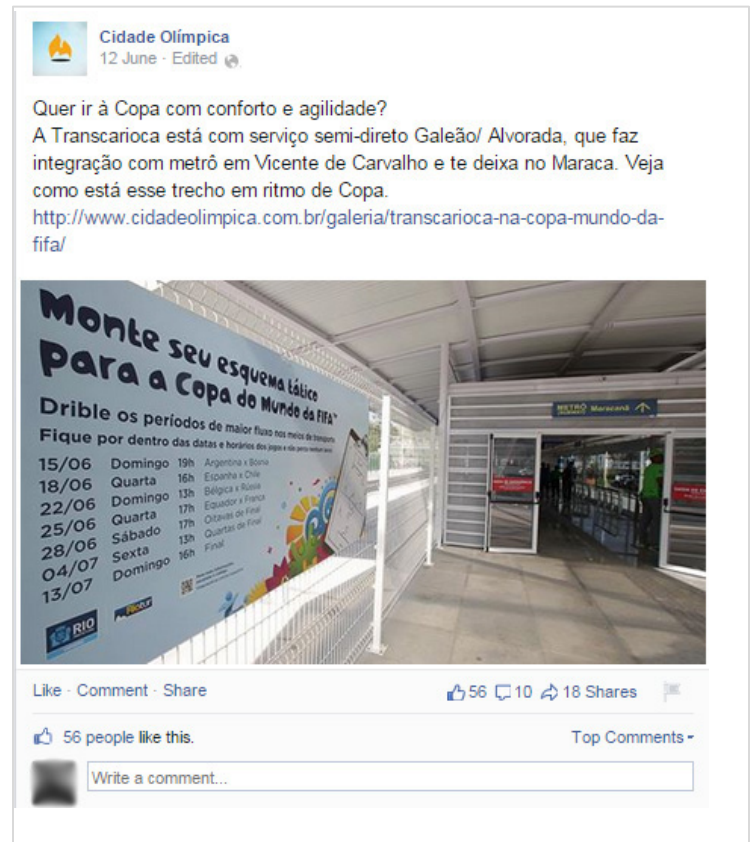 Cidade Olímpica
12 June · Edited
Quer ir à Copa com conforto e agilidade?
A Transcarioca está com serviço semi-direto Galeão/ Alvorada, que faz
integração com metrô em Vicente de Carvalho e te deixa no Maraca. Veja
como está esse trecho em ritmo de Copa.
http://www.cidadeolimpica.com.br/galeria/transcarioca-na-copa-mundo-da-
fifa/
Monte seu esquema tático
para a Copa do Mundo da FIFA™
Drible os períodos de maior fluxo nos meios de transporte
Fique por dentro das datas e horários dos jogos e não perca nenhum lance!
15/06 Domingo 19h Argentina x Bósnia
18/06 Quarta 16h Espanha x Chile
22/06 Domingo 13h Bélgica x Rússia
25/06 Quarta 17h Equador x França
28/06 Sábado 17h Oitavas de Final
04/07 Sexta 13h Quartas de Final
13/07 Domingo 16h Final
RIO
Riotur
METRÔ Maracanã
Like · Comment · Share
56 10 18 Shares
56 people like this.
Top Comments
Write a comment...